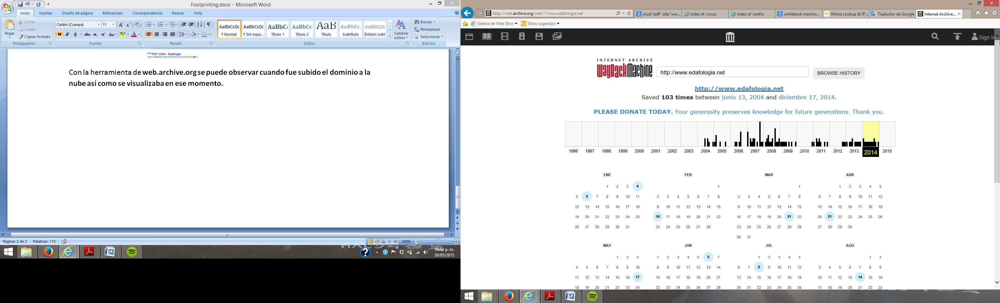 Footprinting.docx - Microsoft Word
Inicio Insertar Diseño de página Referencias Correspondencia Revisar Vista
Pegar
Cortar
Copiar
Copiar formato
Portapapeles
Calibri (Cuerpo) 11
N K S abc x₂ x² Aa
Fuente
Párrafo
AaBbCcDc AaBbCcDc AaBbC AaBbCc AaB AaBbCc. AaBbCcDc
¶ Normal ¶ Sin espa... Título 1 Título 2 Título Subtítulo Énfasis sutil
Cambiar
estilos
Estilos
Buscar
Reemplazar
Seleccionar
Edición
[PDF] PDF 0.6Mb - Edafologia
www.edafologia.net/revista/tomo13c/articulo125.pdf
Con la herramienta de web.archive.org se puede observar cuando fue subido el dominio a la
nube así como se visualizaba en ese momento.
Página: 2 de 2 Palabras: 172
160%
05:56 p. m.
26/05/2015
http://web.archive.org/web/*/www.edafologia.net
inurl:"pdf" site:"ww... Index of /rocas Index of /arefin whiteback machin... Whois Lookup & IP... Traductor de Google Internet Archive...
Galería de Web Slice Sitios sugeridos
Sign In
INTERNET ARCHIVE
WayBackMachine
http://www.edafologia.net
BROWSE HISTORY
http://www.edafologia.net
Saved 103 times between junio 13, 2004 and diciembre 17, 2014.
PLEASE DONATE TODAY. Your generosity preserves knowledge for future generations. Thank you.
1996 1997 1998 1999 2000 2001 2002 2003 2004 2005 2006 2007 2008 2009 2010 2011 2012 2013 2014 2015
ENE FEB MAR ABR
1 2 3 4 1 1 1 2 3 4 5
5 6 7 8 9 10 11 2 3 4 5 6 7 8 2 3 4 5 6 7 8 6 7 8 9 10 11 12
12 13 14 15 16 17 18 9 10 11 12 13 14 15 9 10 11 12 13 14 15 13 14 15 16 17 18 19
19 20 21 22 23 24 25 16 17 18 19 20 21 22 16 17 18 19 20 21 22 20 21 22 23 24 25 26
26 27 28 29 30 31 23 24 25 26 27 28 23 24 25 26 27 28 29 27 28 29 30
30 31
MAY JUN JUL AGO
1 2 3 1 2 3 4 5 6 7 1 2 3 4 5 1 2
4 5 6 7 8 9 10 8 9 10 11 12 13 14 6 7 8 9 10 11 12 3 4 5 6 7 8 9
11 12 13 14 15 16 17 15 16 17 18 19 20 21 13 14 15 16 17 18 19 10 11 12 13 14 15 16
18 19 20 21 22 23 24 22 23 24 25 26 27 28 20 21 22 23 24 25 26 17 18 19 20 21 22 23